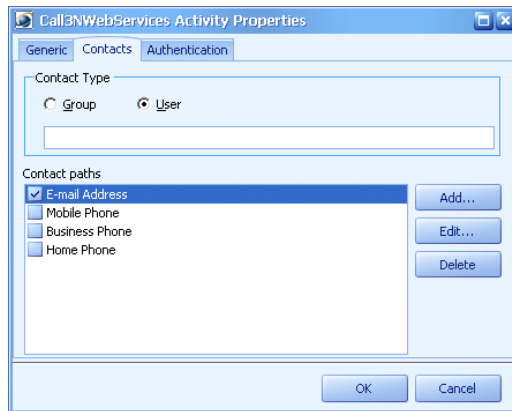 Call3NWebServices Activity Properties
Generic Contacts Authentication
Contact Type
Group User
Contact paths
E-mail Address
Mobile Phone
Business Phone
Home Phone
Add...
Edit...
Delete
OK Cancel